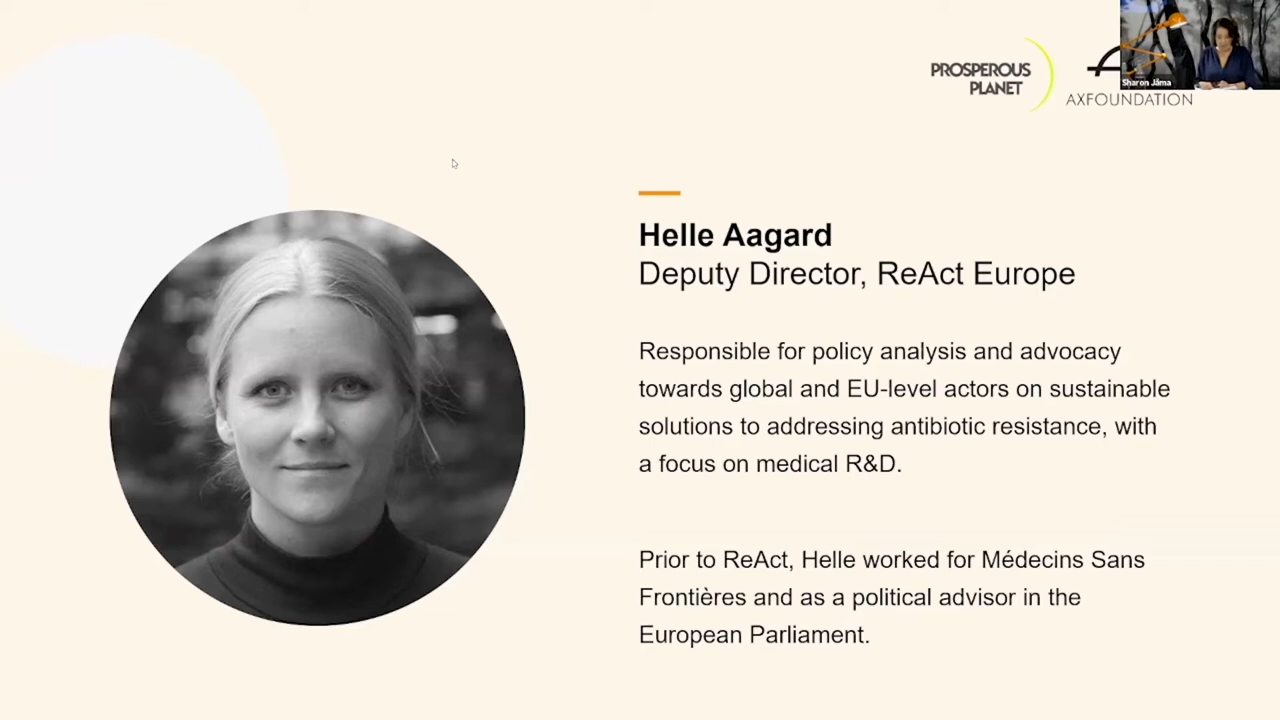 PROSPEROUS
PLANET
AXFOUNDATION
Sharon Jåma
Helle Aagard
Deputy Director, ReAct Europe
Responsible for policy analysis and advocacy
towards global and EU-level actors on sustainable
solutions to addressing antibiotic resistance, with
a focus on medical R&D.
Prior to ReAct, Helle worked for Médecins Sans
Frontières and as a political advisor in the
European Parliament.